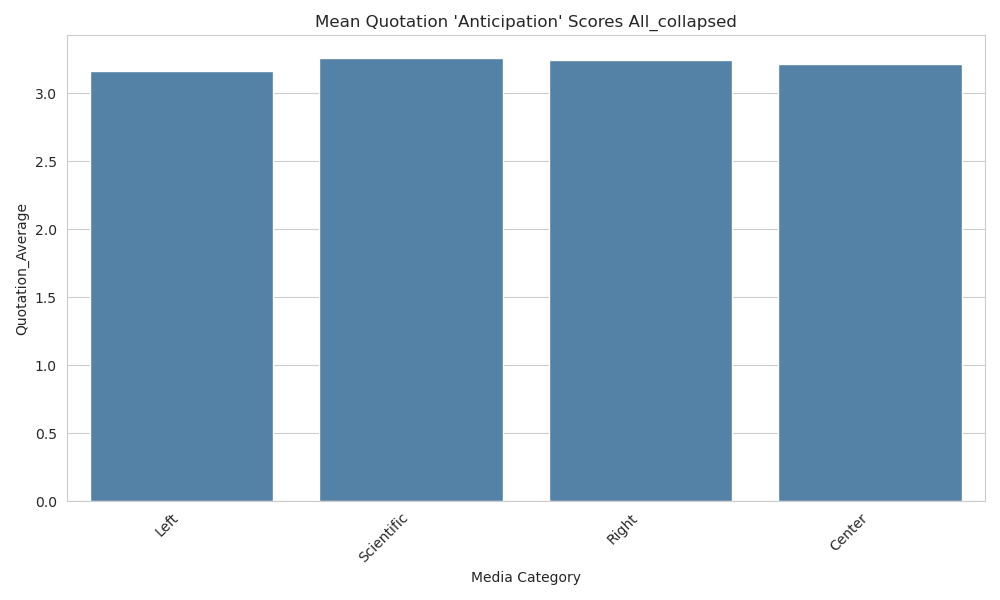 Mean Quotation 'Anticipation' Scores All_collapsed
3.0
2.5
2.0
1.5
1.0
0.5
0.0
Quotation_Average
Left
Scientific
Right
Center
Media Category